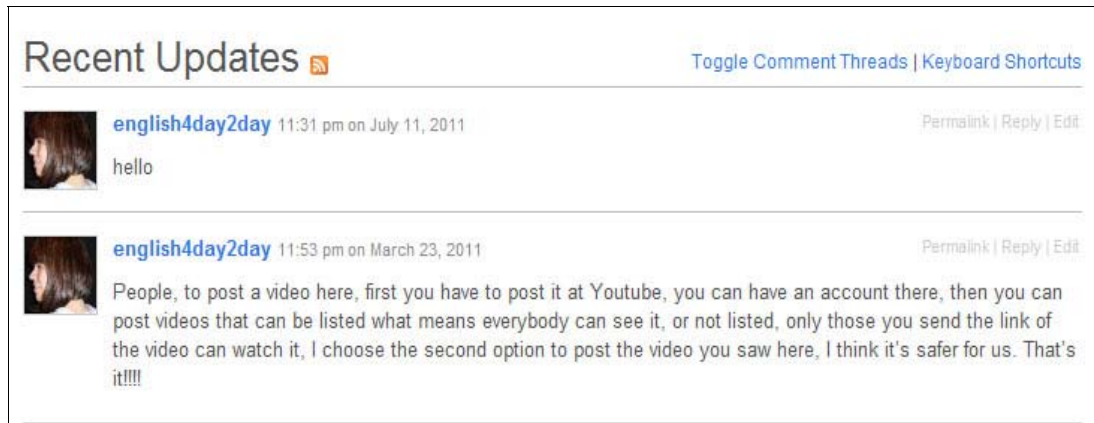 Recent Updates
Toggle Comment Threads | Keyboard Shortcuts
english4day2day 11:31 pm on July 11, 2011
Permalink | Reply | Edit
hello
english4day2day 11:53 pm on March 23, 2011
Permalink | Reply | Edit
People, to post a video here, first you have to post it at Youtube, you can have an account there, then you can
post videos that can be listed what means everybody can see it, or not listed, only those you send the link of
the video can watch it, I choose the second option to post the video you saw here, I think it's safer for us. That's
it!!!!